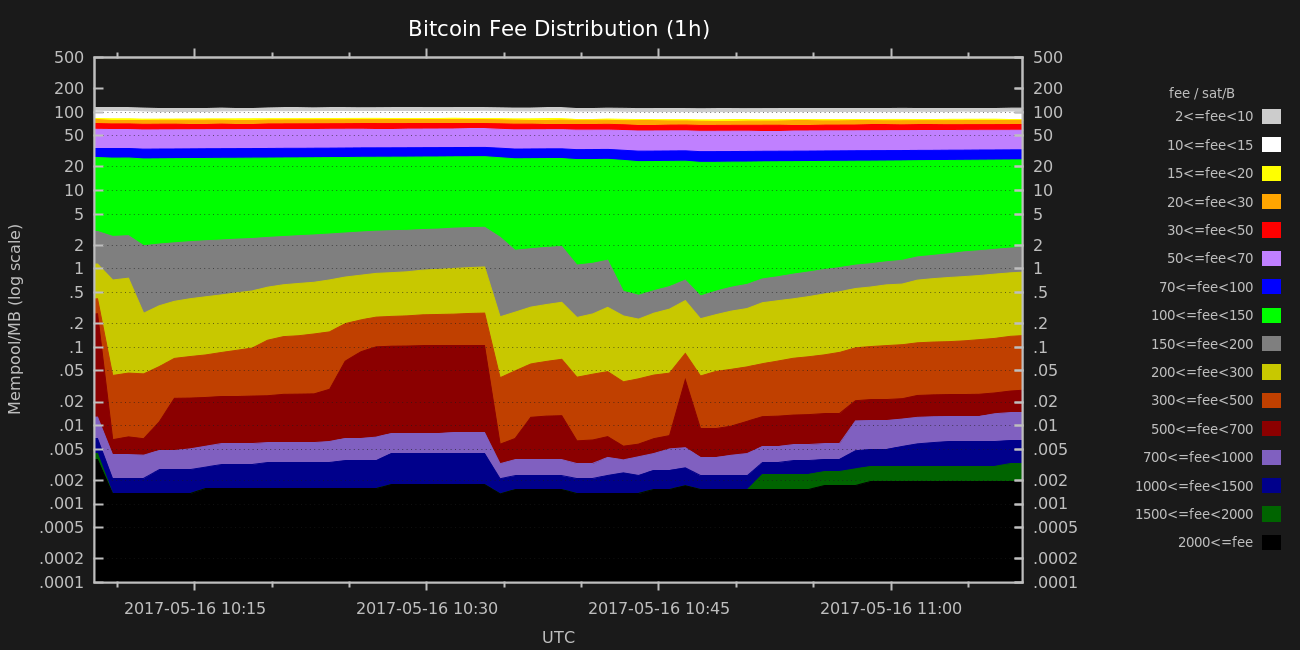 Bitcoin Fee Distribution (1h)
500
200
100
50
20
10
5
2
1
.5
.2
.1
.05
.02
.01
.005
.002
.001
.0005
.0002
.0001
Mempool/MB (log scale)
500
200
100
50
20
10
5
2
1
.5
.2
.1
.05
.02
.01
.005
.002
.001
.0005
.0002
.0001
2017-05-16 10:15
2017-05-16 10:30
2017-05-16 10:45
2017-05-16 11:00
UTC
fee / sat/B
2<=fee<10
10<=fee<15
15<=fee<20
20<=fee<30
30<=fee<50
50<=fee<70
70<=fee<100
100<=fee<150
150<=fee<200
200<=fee<300
300<=fee<500
500<=fee<700
700<=fee<1000
1000<=fee<1500
1500<=fee<2000
2000<=fee